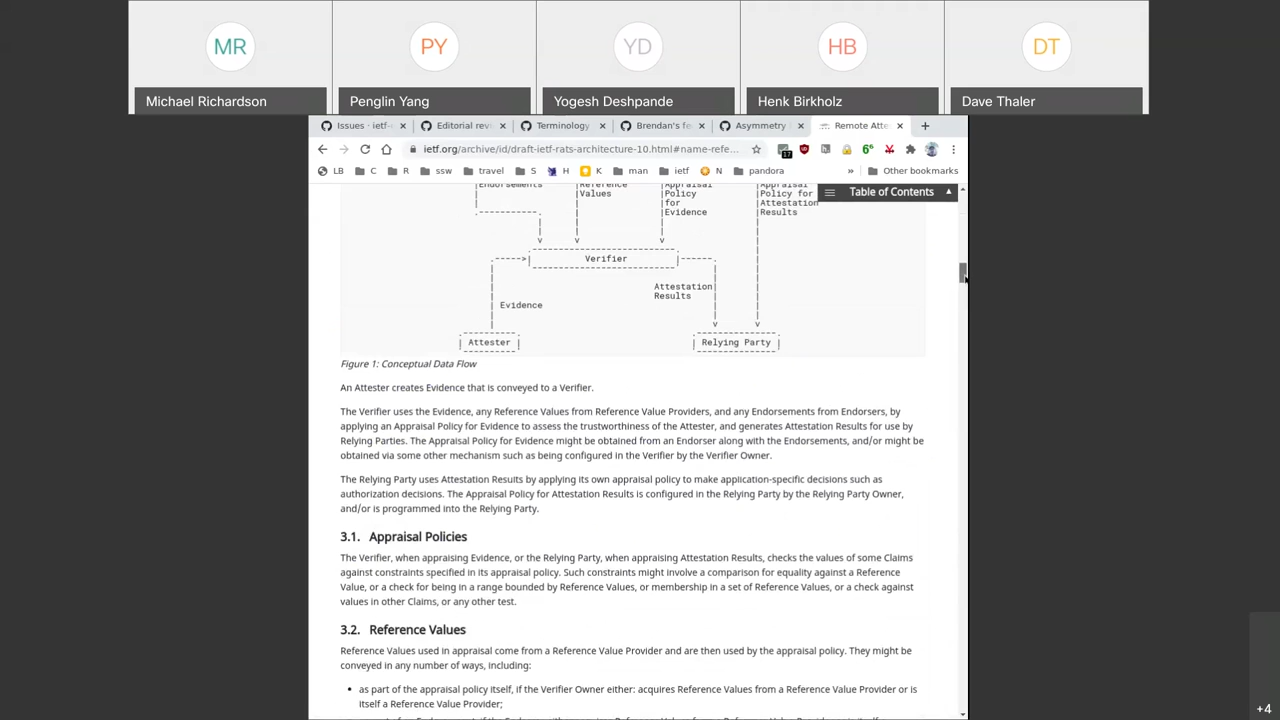 MR
PY
YD
HB
DT
Michael Richardson
Penglin Yang
Yogesh Deshpande
Henk Birkholz
Dave Thaler
Issues · ietf-
Editorial revi
Terminology
Brendan's fe
Asymmetry
Remote Atte
ietf.org/archive/id/draft-ietf-rats-architecture-10.html#name-refe...
17
LB C R ssw travel S H K man ietf N pandora » Other bookmarks
Table of Contents
Endorsements Reference Appraisal Appraisal
Values Policy Policy for
for Attestation
Evidence Results
Verifier
Attestation
Results
Evidence
Attester Relying Party
Figure 1: Conceptual Data Flow
An Attester creates Evidence that is conveyed to a Verifier.
The Verifier uses the Evidence, any Reference Values from Reference Value Providers, and any Endorsements from Endorsers, by
applying an Appraisal Policy for Evidence to assess the trustworthiness of the Attester, and generates Attestation Results for use by
Relying Parties. The Appraisal Policy for Evidence might be obtained from an Endorser along with the Endorsements, and/or might be
obtained via some other mechanism such as being configured in the Verifier by the Verifier Owner.
The Relying Party uses Attestation Results by applying its own appraisal policy to make application-specific decisions such as
authorization decisions. The Appraisal Policy for Attestation Results is configured in the Relying Party by the Relying Party Owner,
and/or is programmed into the Relying Party.
3.1. Appraisal Policies
The Verifier, when appraising Evidence, or the Relying Party, when appraising Attestation Results, checks the values of some Claims
against constraints specified in its appraisal policy. Such constraints might involve a comparison for equality against a Reference
Value, or a check for being in a range bounded by Reference Values, or membership in a set of Reference Values, or a check against
values in other Claims, or any other test.
3.2. Reference Values
Reference Values used in appraisal come from a Reference Value Provider and are then used by the appraisal policy. They might be
conveyed in any number of ways, including:
• as part of the appraisal policy itself, if the Verifier Owner either: acquires Reference Values from a Reference Value Provider or is
itself a Reference Value Provider;
+4